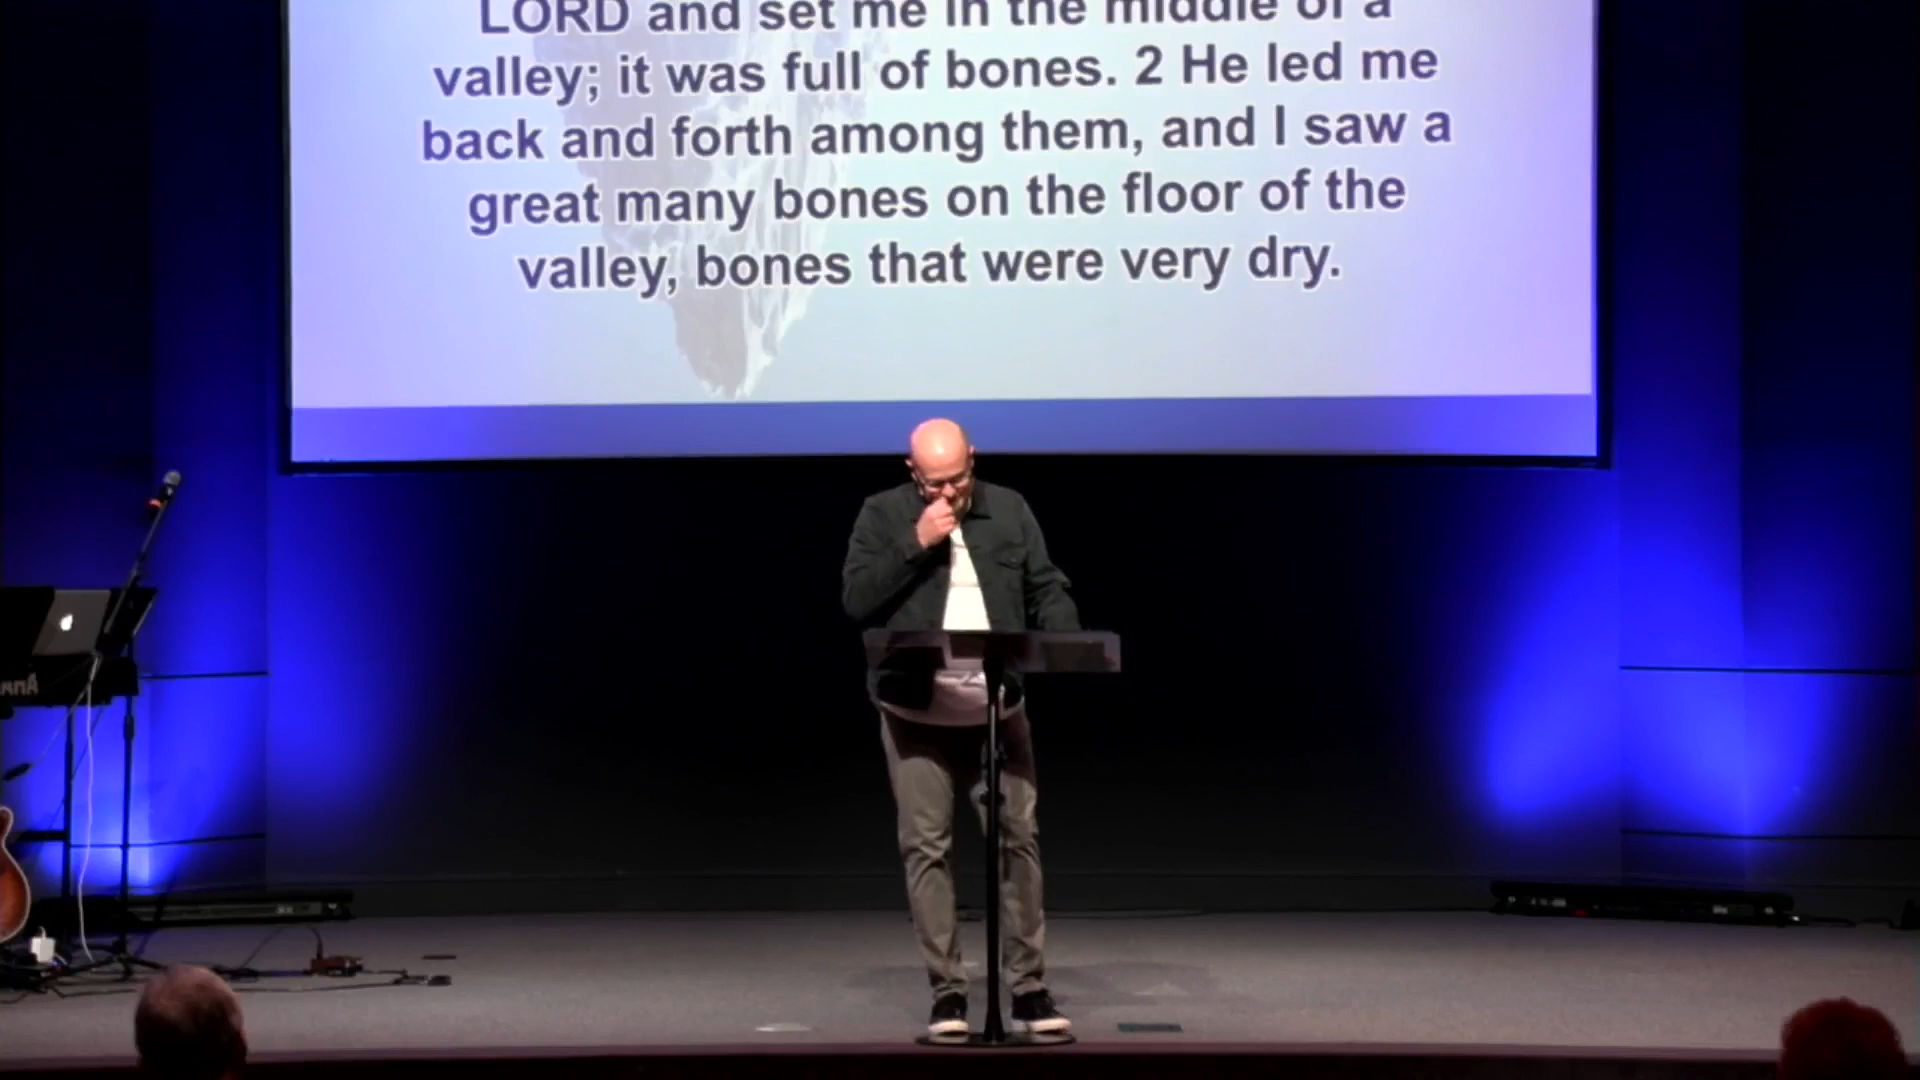 LORD and set me in the middle of a
valley; it was full of bones. 2 He led me
back and forth among them, and I saw a
great many bones on the floor of the
valley, bones that were very dry.